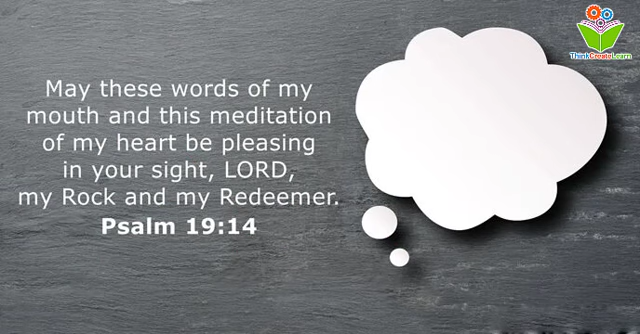 May these words of my
mouth and this meditation
of my heart be pleasing
in your sight, LORD,
my Rock and my Redeemer.
Psalm 19:14
ThinkCreateLearn